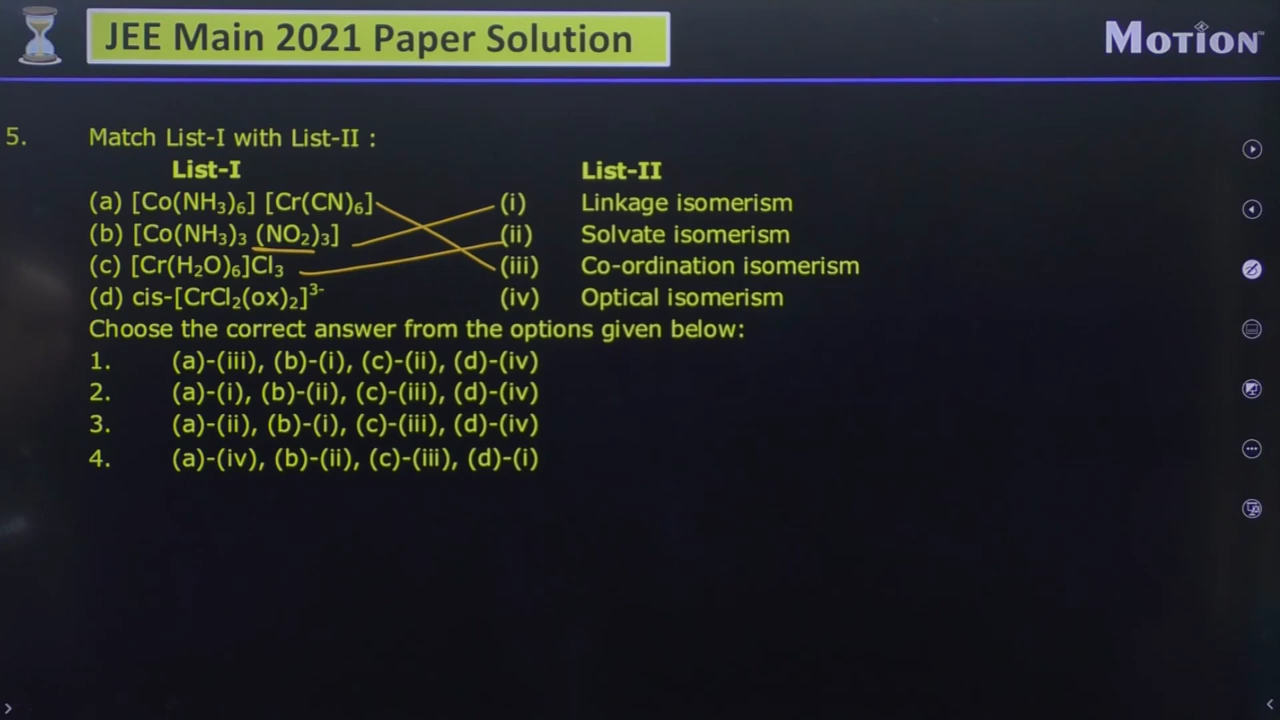 JEE Main 2021 Paper Solution
MOTION™
5. Match List-I with List-II :
List-I List-II
(a) [Co(NH₃)₆] [Cr(CN)₆] (i) Linkage isomerism
(b) [Co(NH₃)₃ (NO₂)₃] (ii) Solvate isomerism
(c) [Cr(H₂O)₆]Cl₃ (iii) Co-ordination isomerism
(d) cis-[CrCl₂(ox)₂]³⁻ (iv) Optical isomerism
Choose the correct answer from the options given below:
1. (a)-(iii), (b)-(i), (c)-(ii), (d)-(iv)
2. (a)-(i), (b)-(ii), (c)-(iii), (d)-(iv)
3. (a)-(ii), (b)-(i), (c)-(iii), (d)-(iv)
4. (a)-(iv), (b)-(ii), (c)-(iii), (d)-(i)